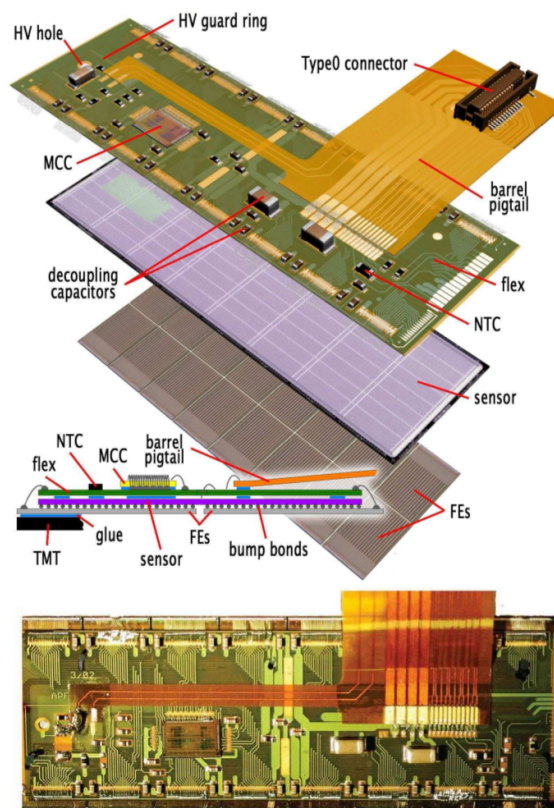 HV guard ring
HV hole
Type0 connector
MCC
barrel
pigtail
decoupling
capacitors
flex
NTC
sensor
barrel
pigtail
NTC
MCC
flex
FEs
glue
FEs
TMT
sensor
bump bonds